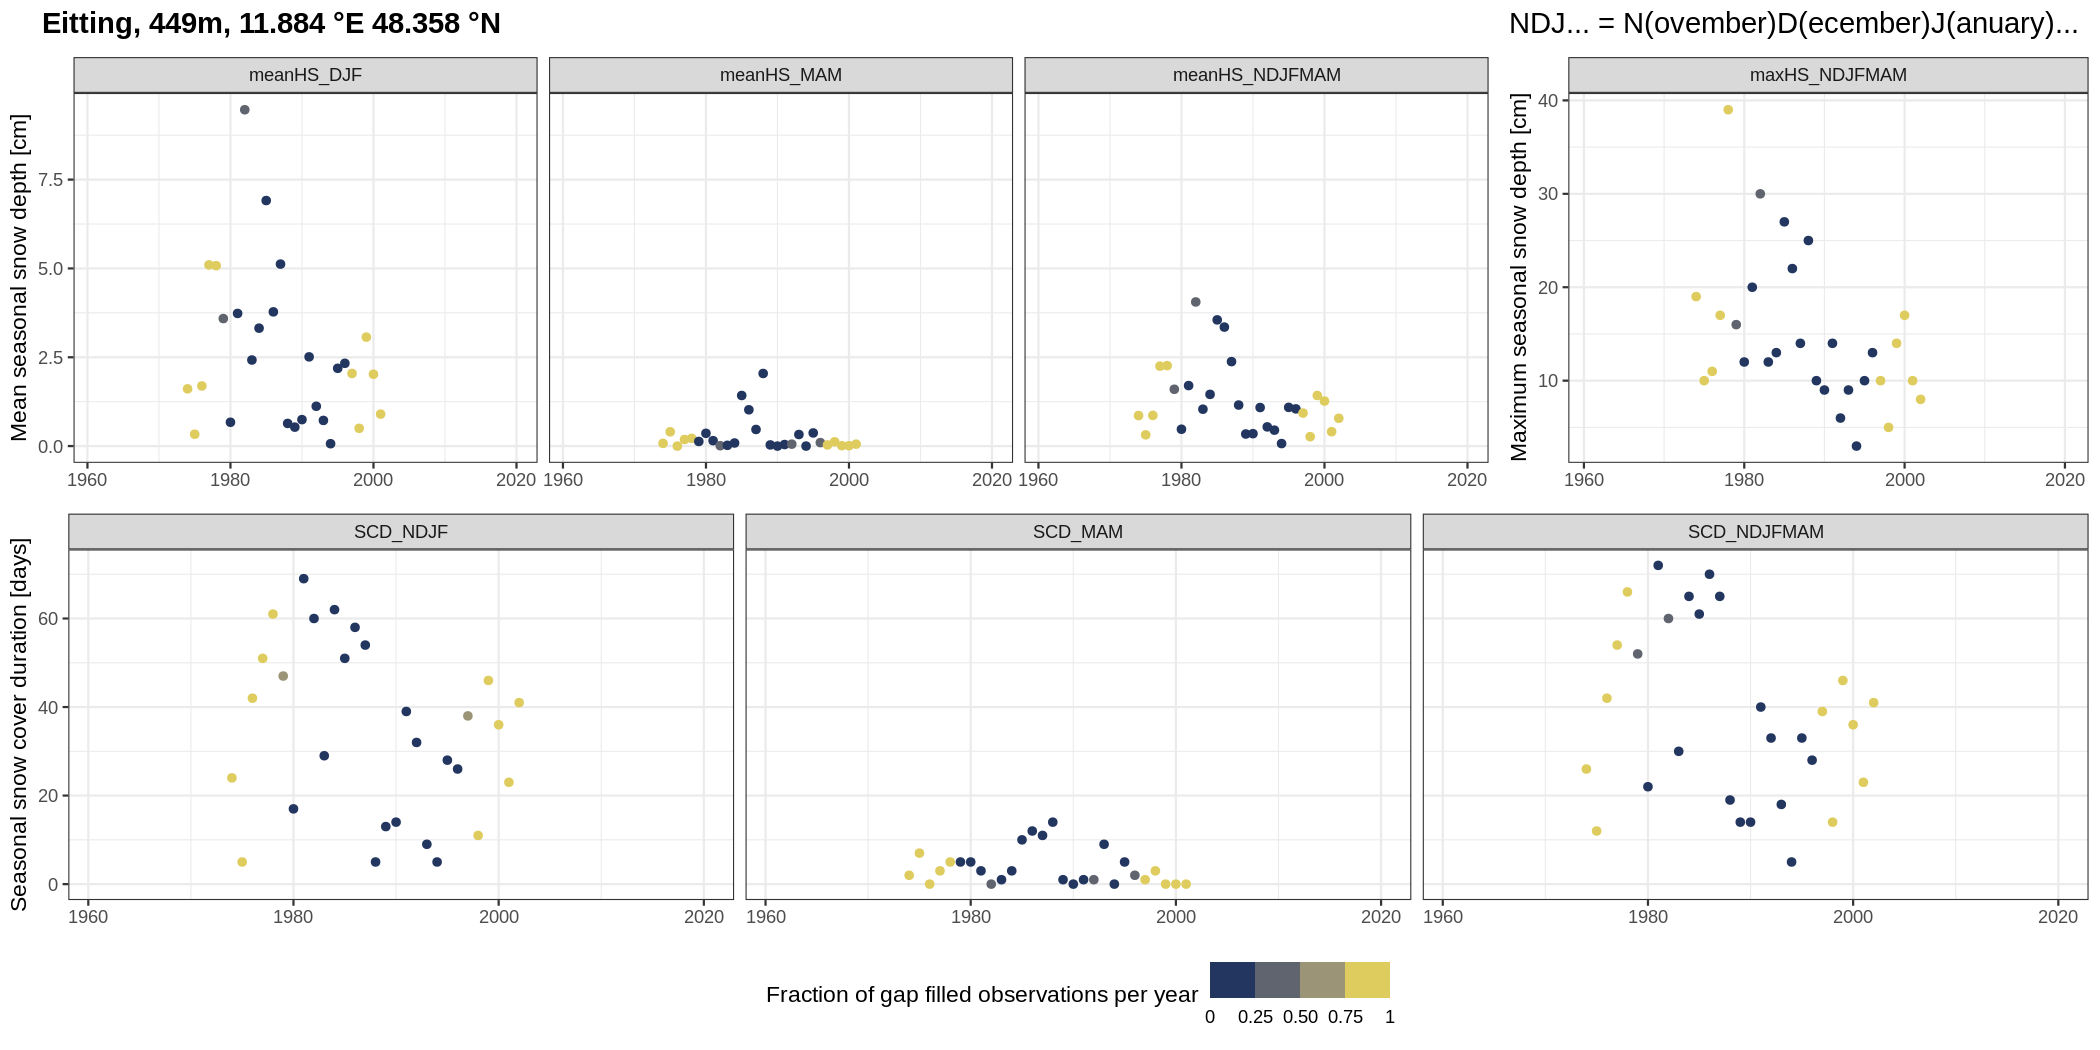 Eitting, 449m, 11.884 °E 48.358 °N
NDJ... = N(ovember)D(ecember)J(anuary)...
meanHS_DJF
meanHS_MAM
meanHS_NDJFMAM
maxHS_NDJFMAM
Mean seasonal snow depth [cm]
7.5
5.0
2.5
0.0
1960 1980 2000 2020
1960 1980 2000 2020
1960 1980 2000 2020
Maximum seasonal snow depth [cm]
40
30
20
10
1960 1980 2000 2020
SCD_NDJF
SCD_MAM
SCD_NDJFMAM
Seasonal snow cover duration [days]
60
40
20
0
1960 1980 2000 2020
1960 1980 2000 2020
1960 1980 2000 2020
Fraction of gap filled observations per year
0 0.25 0.50 0.75 1